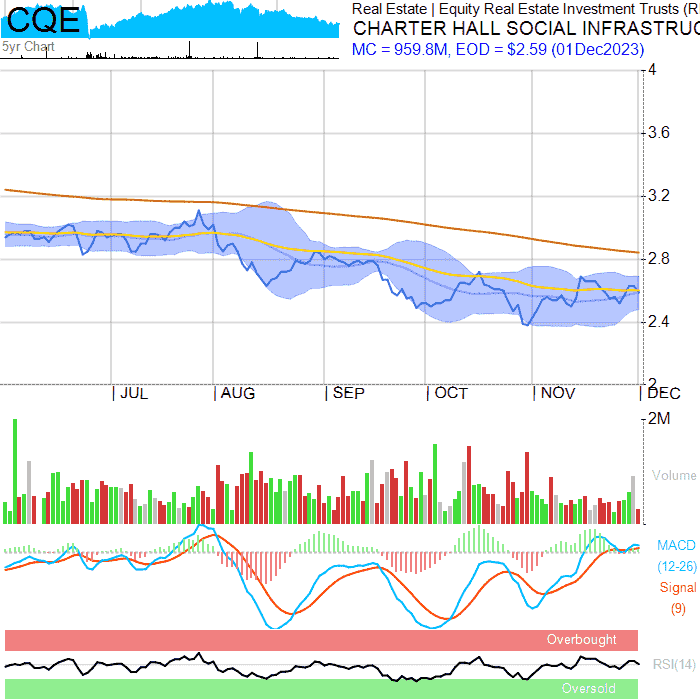 CQE
5yr Chart
Real Estate | Equity Real Estate Investment Trusts (R
CHARTER HALL SOCIAL INFRASTRUC
MC = 959.8M, EOD = $2.59 (01Dec2023)
4
3.6
3.2
2.8
2.4
2
| JUL | AUG | SEP | OCT | NOV | DEC
2M
Volume
MACD
(12-26)
Signal
(9)
Overbought
RSI(14)
Oversold